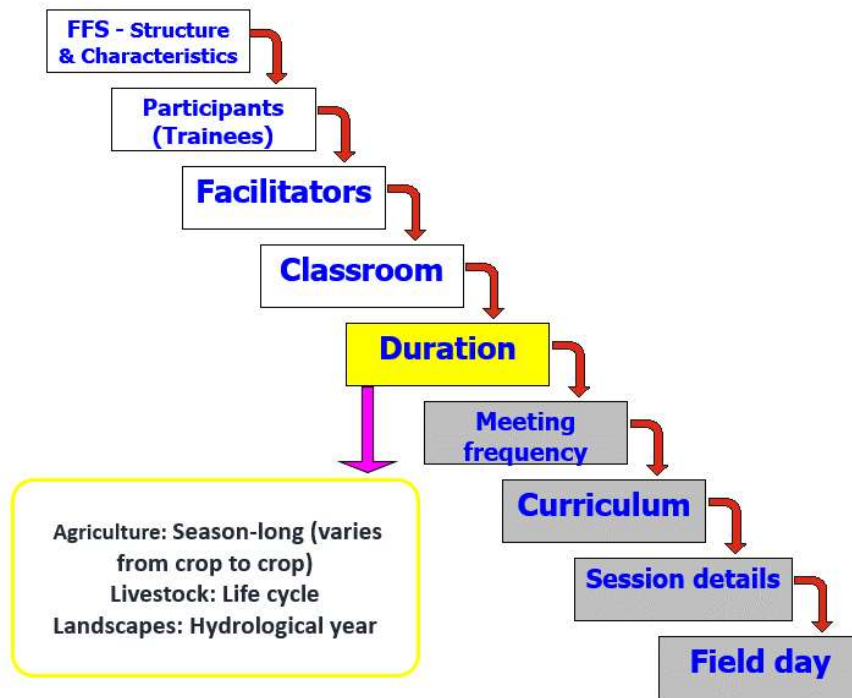 FFS - Structure
& Characteristics
Participants
(Trainees)
Facilitators
Classroom
Duration
Meeting
frequency
Curriculum
Agriculture: Season-long (varies
from crop to crop)
Livestock: Life cycle
Landscapes: Hydrological year
Session details
Field day